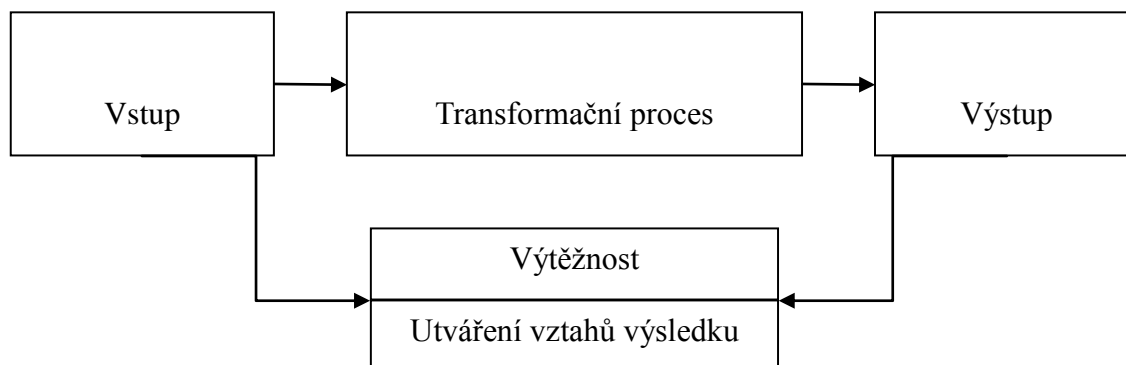 Vstup
Transformační proces
Výstup
Výtěžnost
Utváření vztahů výsledku